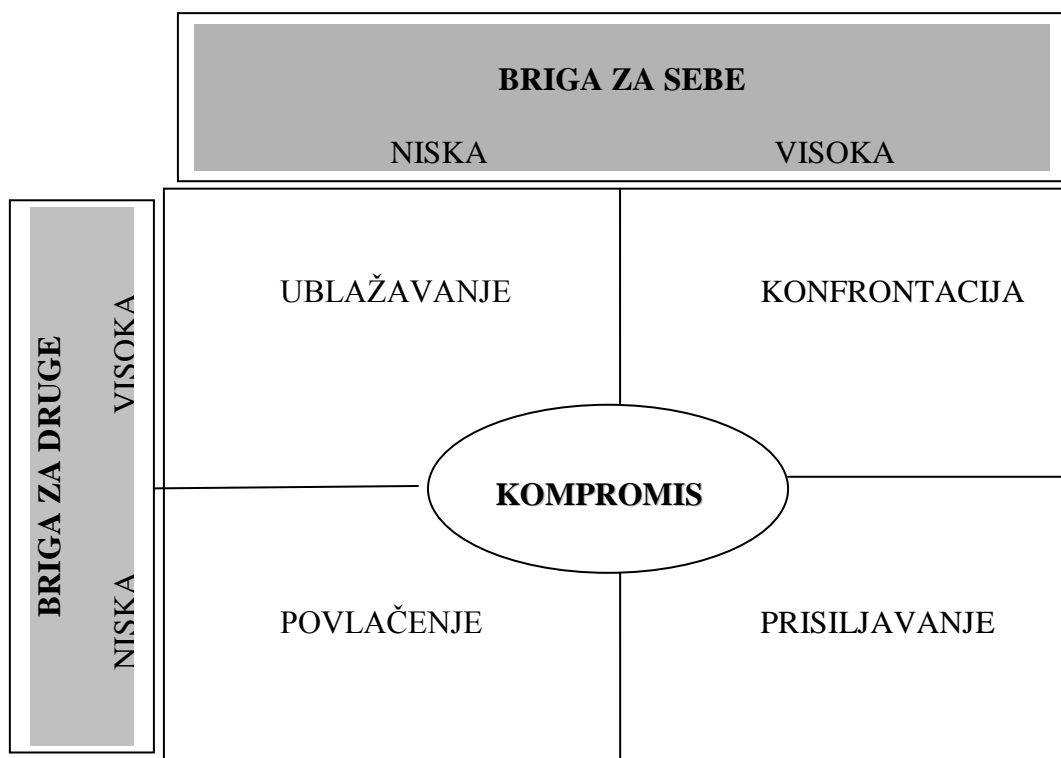 BRIGA ZA SEBE
NISKA VISOKA
BRIGA ZA DRUGE
VISOKA
NISKA
UBLAŽAVANJE KONFRONTACIJA
KOMPROMIS
POVLAČENJE PRISILJAVANJE